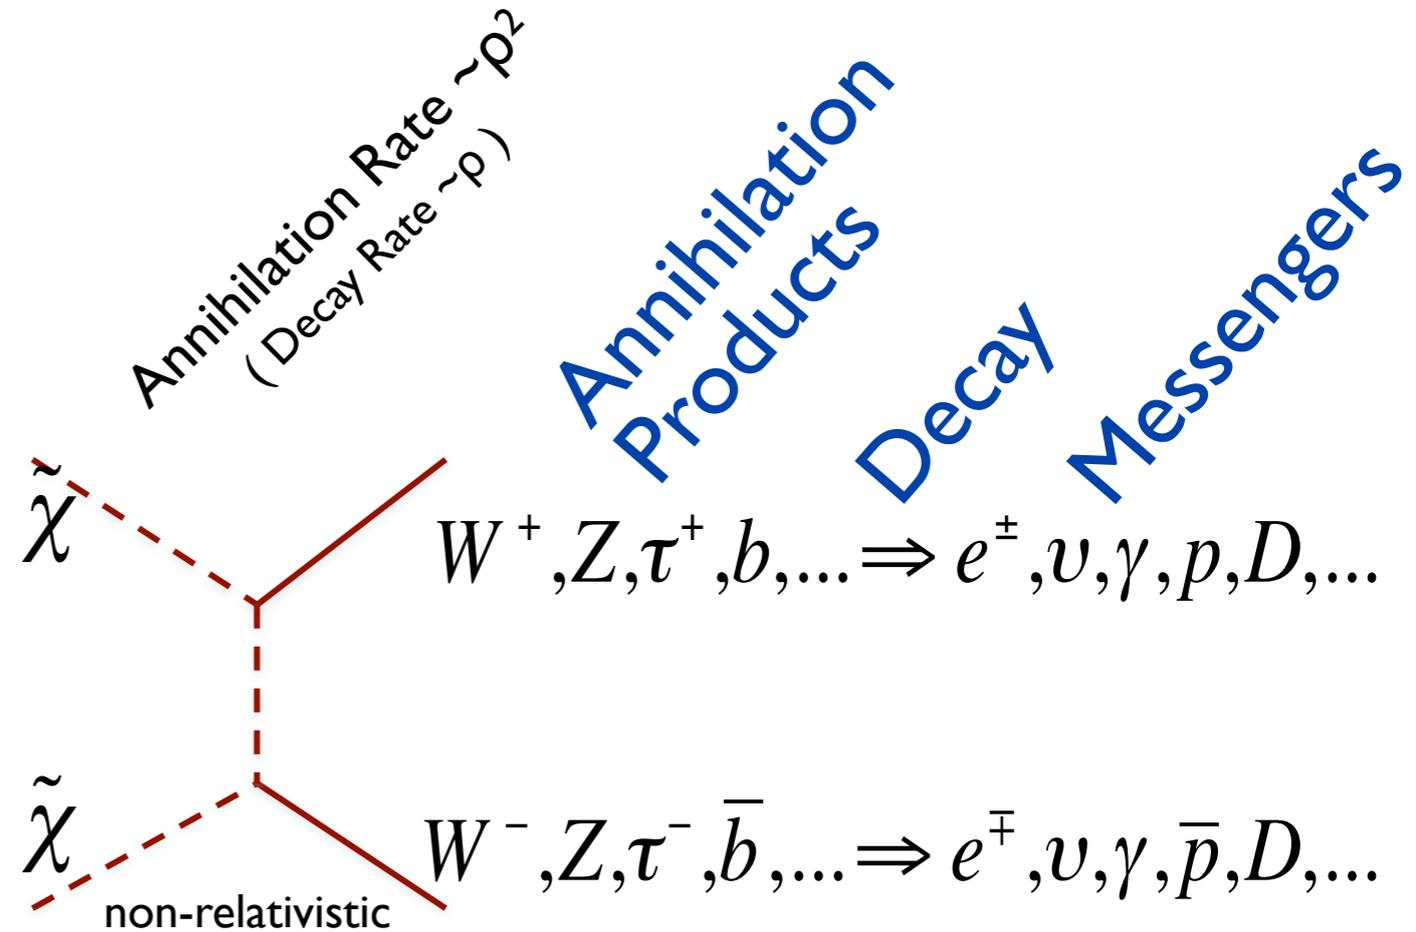 Annihilation Rate ~ρ²
( Decay Rate ~ρ )
Annihilation
Products
Decay
Messengers
χ̃
W⁺,Z,τ⁺,b,...⇒e^±,υ,γ,p,D,...
χ̃
W⁻,Z,τ⁻,b̅,...⇒e^∓,υ,γ,p̅,D,...
non-relativistic